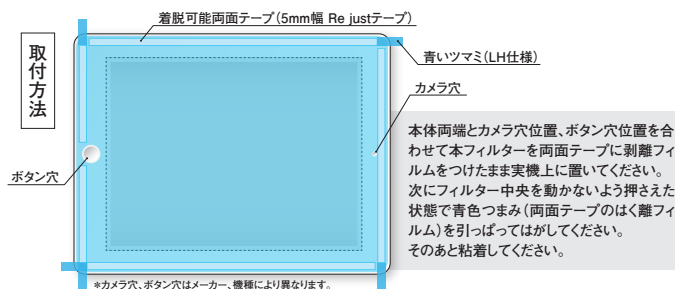 着脱可能両面テープ(5mm幅 Re justテープ)
取付方法
青いツマミ(LH仕様)
カメラ穴
ボタン穴
本体両端とカメラ穴位置、ボタン穴位置を合
わせて本フィルターを両面テープに剥離フィ
ルムをつけたまま実機上に置いてください。
次にフィルター中央を動かないよう押さえた
状態で青色つまみ(両面テープのはく離フィ
ルム)を引っぱってはがしてください。
そのあと粘着してください。
*カメラ穴、ボタン穴はメーカー、機種により異なります。